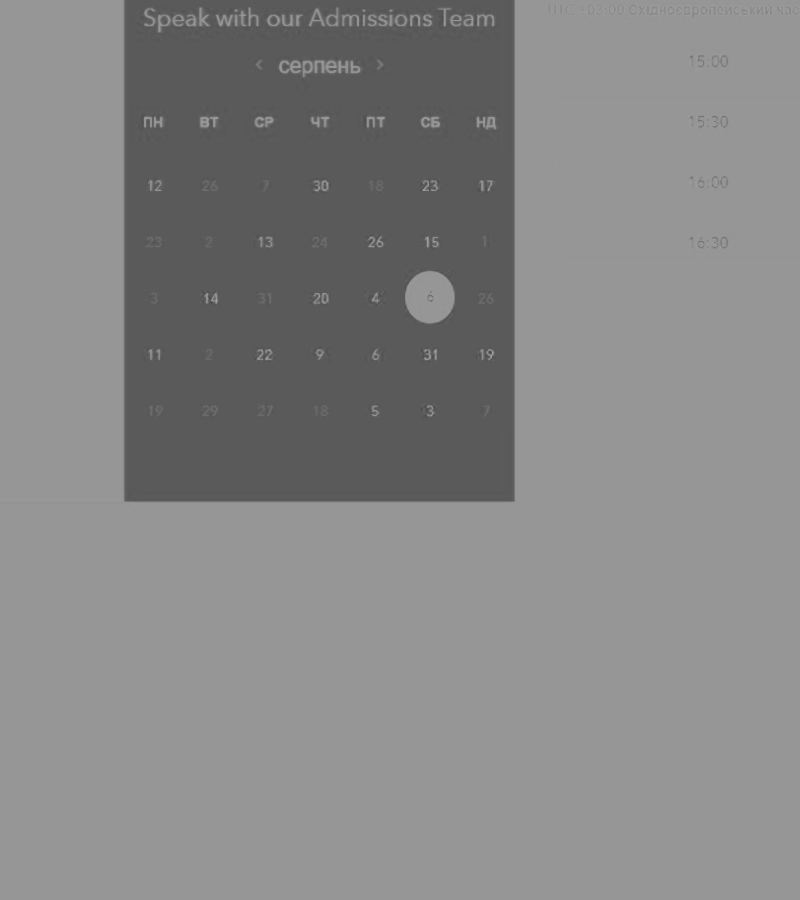 Speak with our Admissions Team
‹ серпень ›
ПН ВТ СР ЧТ ПТ СБ НД
12 26 7 30 18 23 17
23 2 13 24 26 15 1
3 14 31 20 4 6 26
11 2 22 9 6 31 19
19 29 27 18 5 3 7
UTC +03:00 Східноєвропейський час
15:00
15:30
16:00
16:30